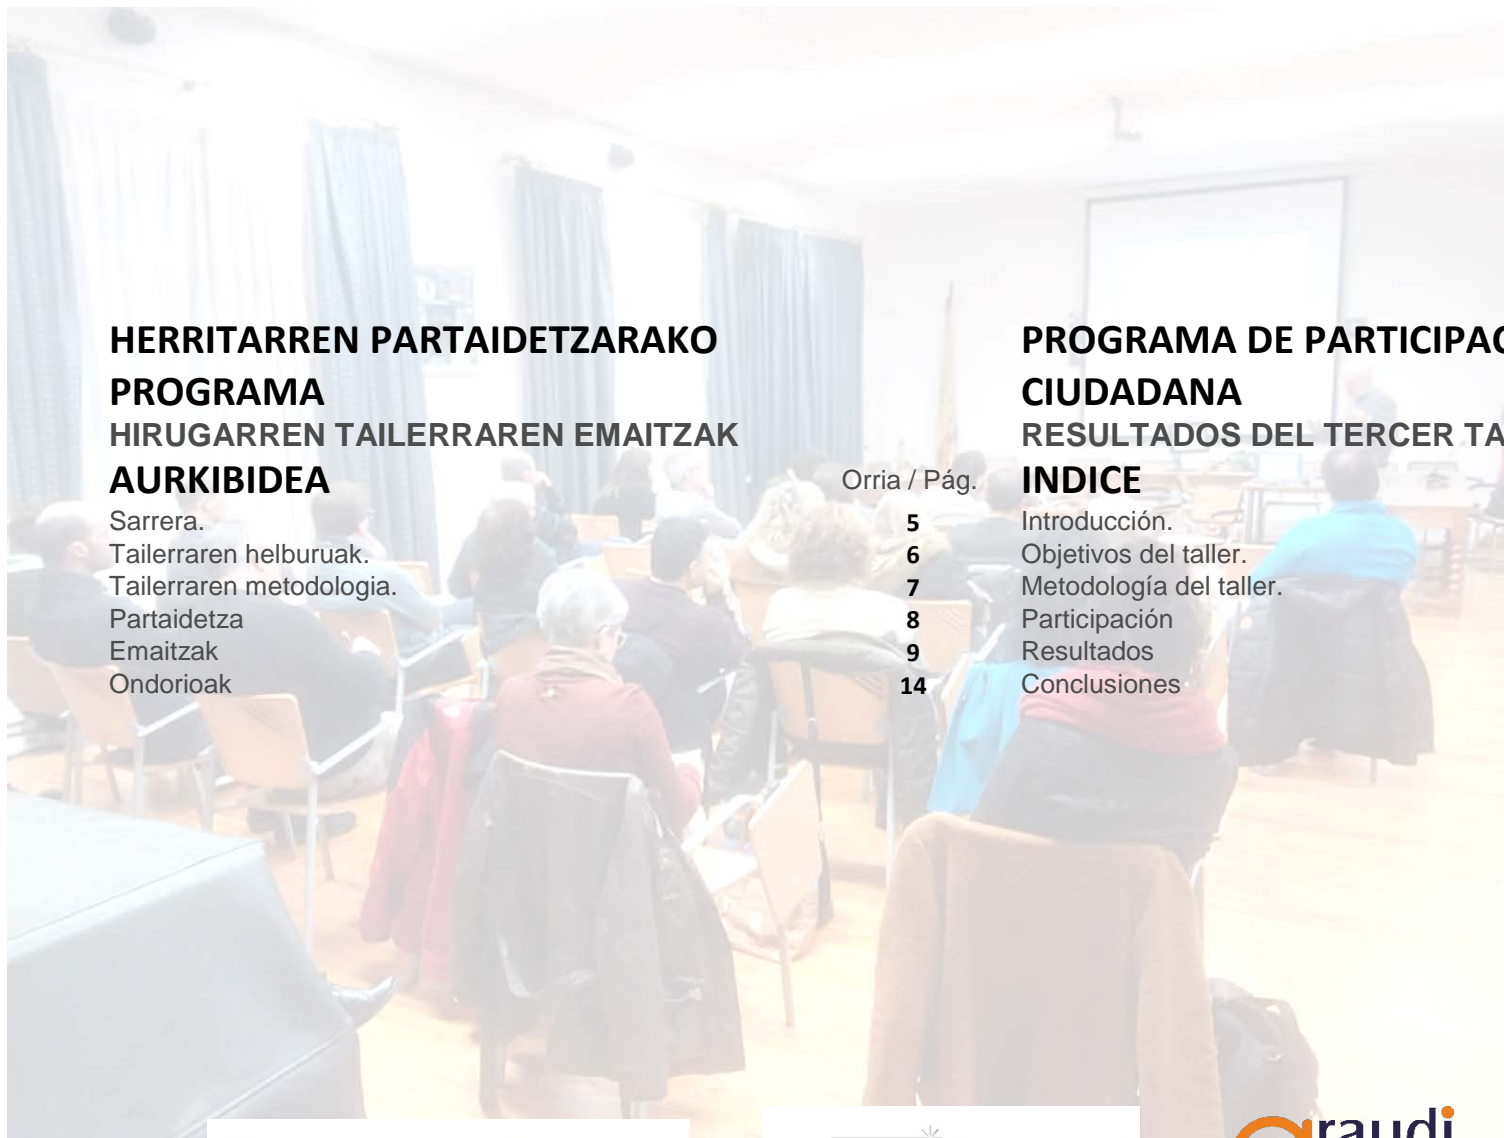 HERRITARREN PARTAIDETZARAKO
PROGRAMA
HIRUGARREN TAILERRAREN EMAITZAK
AURKIBIDEA
Sarrera.
Tailerraren helburuak.
Tailerraren metodologia.
Partaidetza
Emaitzak
Ondorioak
Orria / Pág.
5
6
7
8
9
14
PROGRAMA DE
CIUDADANA
RESULTADOS DEL TERCER
INDICE
Introducción.
Objetivos del taller.
Metodología del taller.
Participación
Resultados
Conclusiones